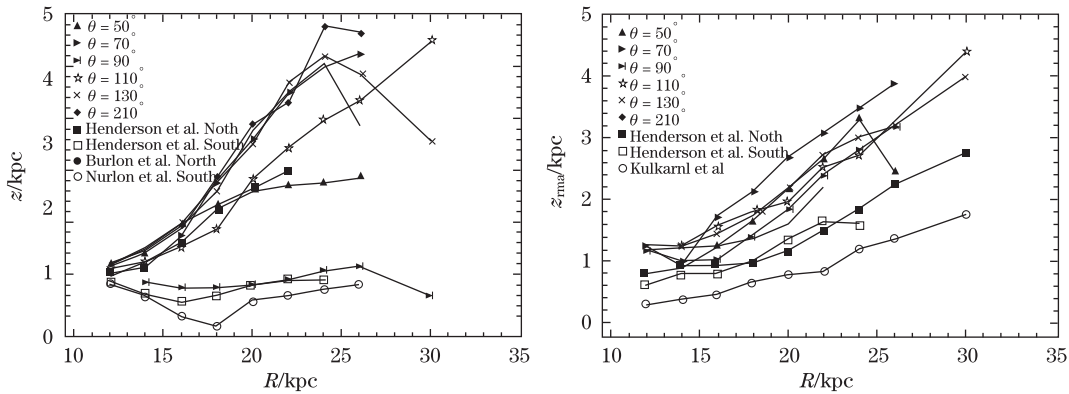 z/kpc
5
4
3
2
1
0
θ = 50°
θ = 70°
θ = 90°
θ = 110°
θ = 130°
θ = 210°
Henderson et al. Noth
Henderson et al. South
Burlon et al. North
Nurlon et al. South
10 15 20 25 30 35
R/kpc
z_rma/kpc
5
4
3
2
1
0
θ = 50°
θ = 70°
θ = 90°
θ = 110°
θ = 130°
θ = 210°
Henderson et al. Noth
Henderson et al. South
Kulkarnl et al
10 15 20 25 30 35
R/kpc